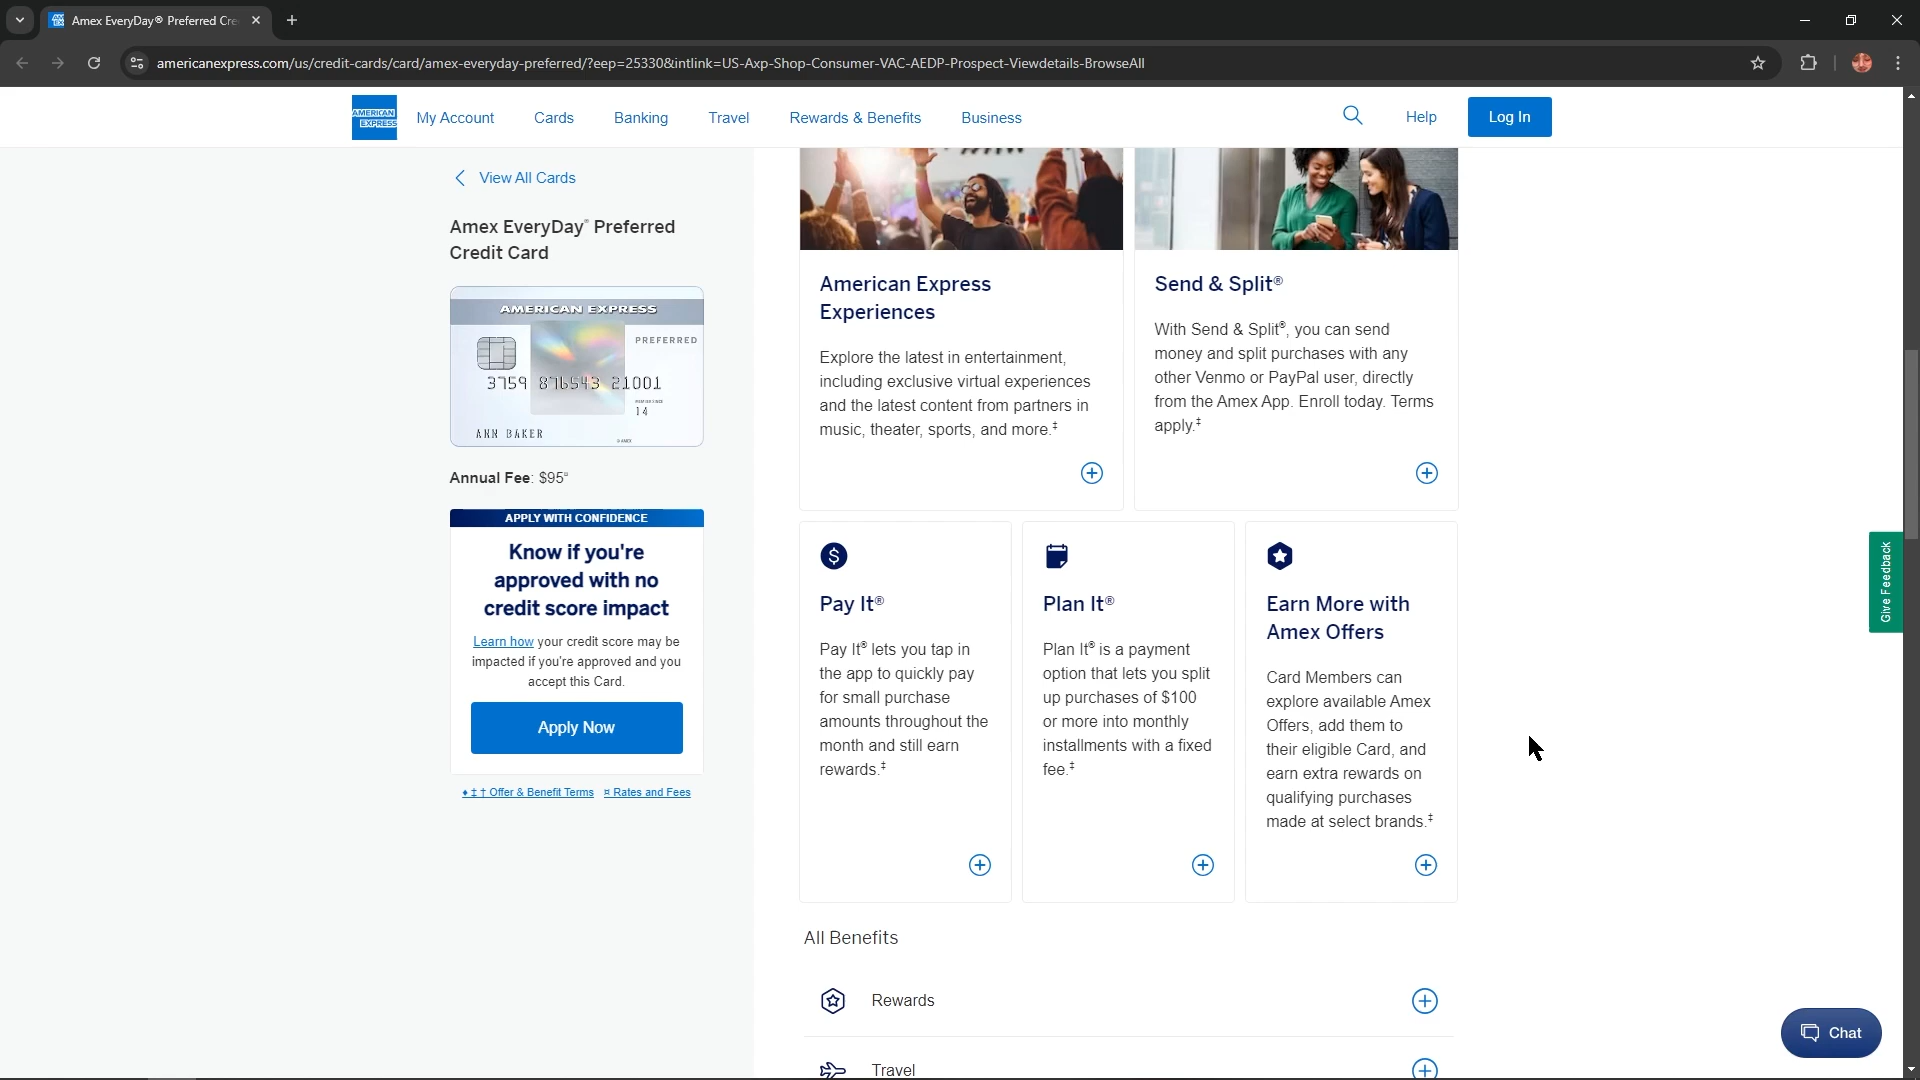 Amex EveryDay® Preferred Cre
americanexpress.com/us/credit-cards/card/amex-everyday-preferred/?eep=25330&intlink=US-Axp-Shop-Consumer-VAC-AEDP-Prospect-Viewdetails-BrowseAll
AMERICAN EXPRESS
My Account
Cards
Banking
Travel
Rewards & Benefits
Business
Help
Log In
View All Cards
Amex EveryDay® Preferred
Credit Card
AMERICAN EXPRESS
PREFERRED
3759 876543 21001
MEMBER SINCE
14
ANN BAKER
© AMEX
Annual Fee: $95¤
APPLY WITH CONFIDENCE
Know if you're
approved with no
credit score impact
Learn how your credit score may be
impacted if you're approved and you
accept this Card.
Apply Now
♦ ‡ † Offer & Benefit Terms
¤ Rates and Fees
American Express
Experiences
Explore the latest in entertainment,
including exclusive virtual experiences
and the latest content from partners in
music, theater, sports, and more.‡
Send & Split®
With Send & Split®, you can send
money and split purchases with any
other Venmo or PayPal user, directly
from the Amex App. Enroll today. Terms
apply.‡
Pay It®
Pay It® lets you tap in
the app to quickly pay
for small purchase
amounts throughout the
month and still earn
rewards.‡
Plan It®
Plan It® is a payment
option that lets you split
up purchases of $100
or more into monthly
installments with a fixed
fee.‡
Earn More with
Amex Offers
Card Members can
explore available Amex
Offers, add them to
their eligible Card, and
earn extra rewards on
qualifying purchases
made at select brands.‡
All Benefits
Rewards
Travel
Give Feedback
Chat